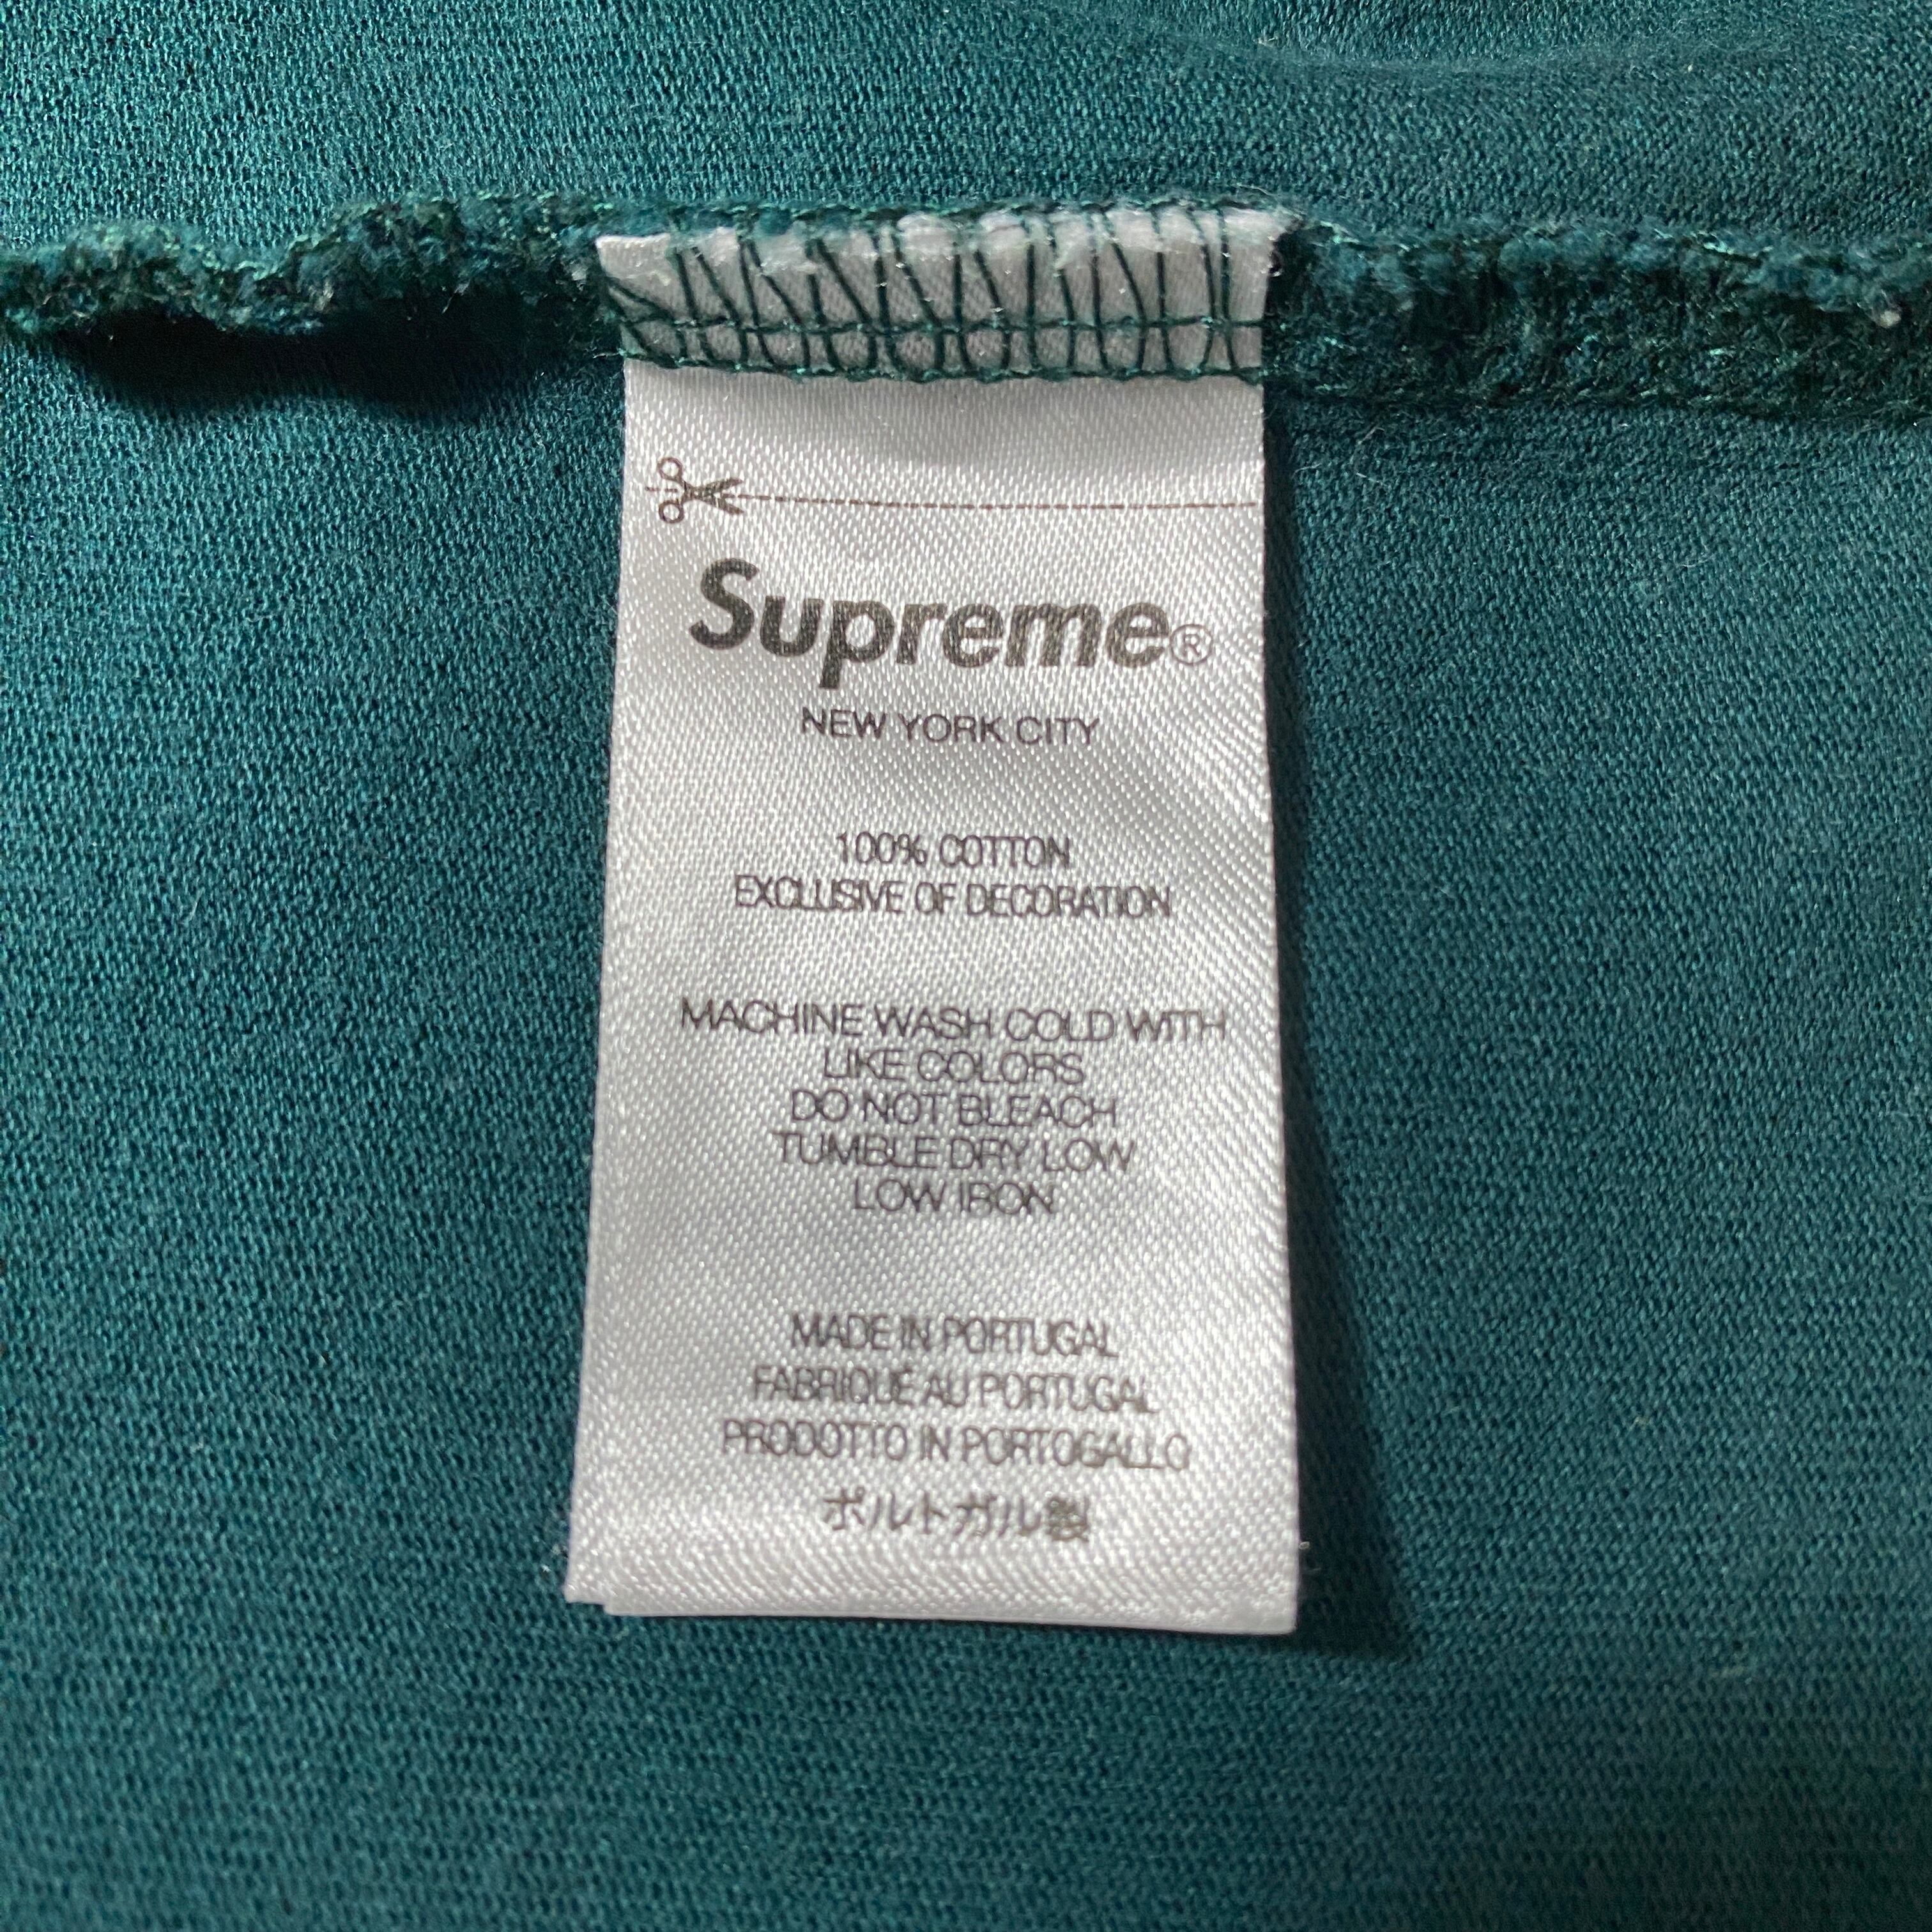 Supreme®
NEW YORK CITY
100% COTTON
EXCLUSIVE OF DECORATION
MACHINE WASH COLD WITH
LIKE COLORS
DO NOT BLEACH
TUMBLE DRY LOW
LOW IRON
MADE IN PORTUGAL
FABRIQUÉ AU PORTUGAL
PRODOTTO IN PORTOGALLO
ポルトガル製